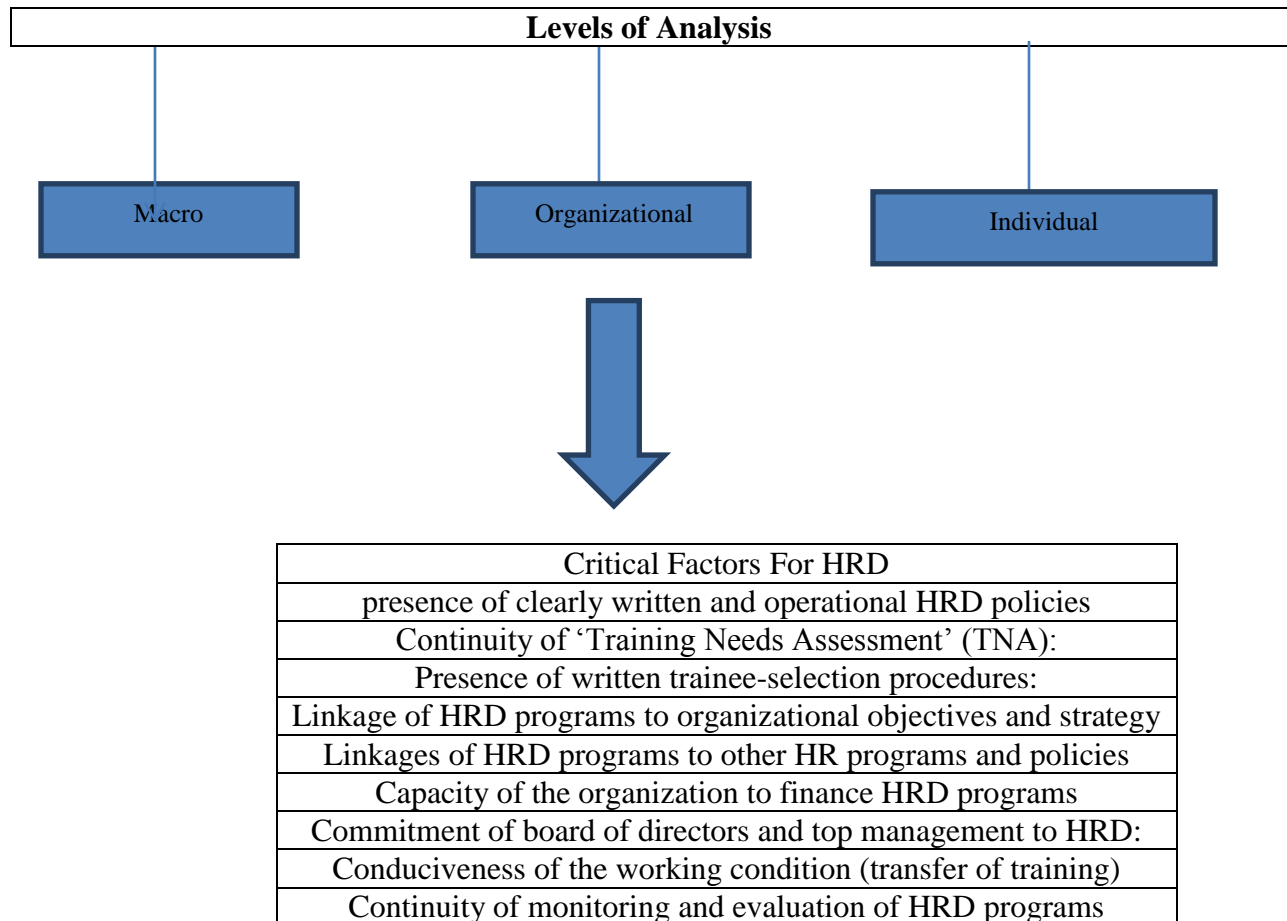 Levels of Analysis
Macro
Organizational
Individual
Critical Factors For HRD
presence of clearly written and operational HRD policies
Continuity of ‘Training Needs Assessment’ (TNA):
Presence of written trainee-selection procedures:
Linkage of HRD programs to organizational objectives and strategy
Linkages of HRD programs to other HR programs and policies
Capacity of the organization to finance HRD programs
Commitment of board of directors and top management to HRD:
Conduciveness of the working condition (transfer of training)
Continuity of monitoring and evaluation of HRD programs